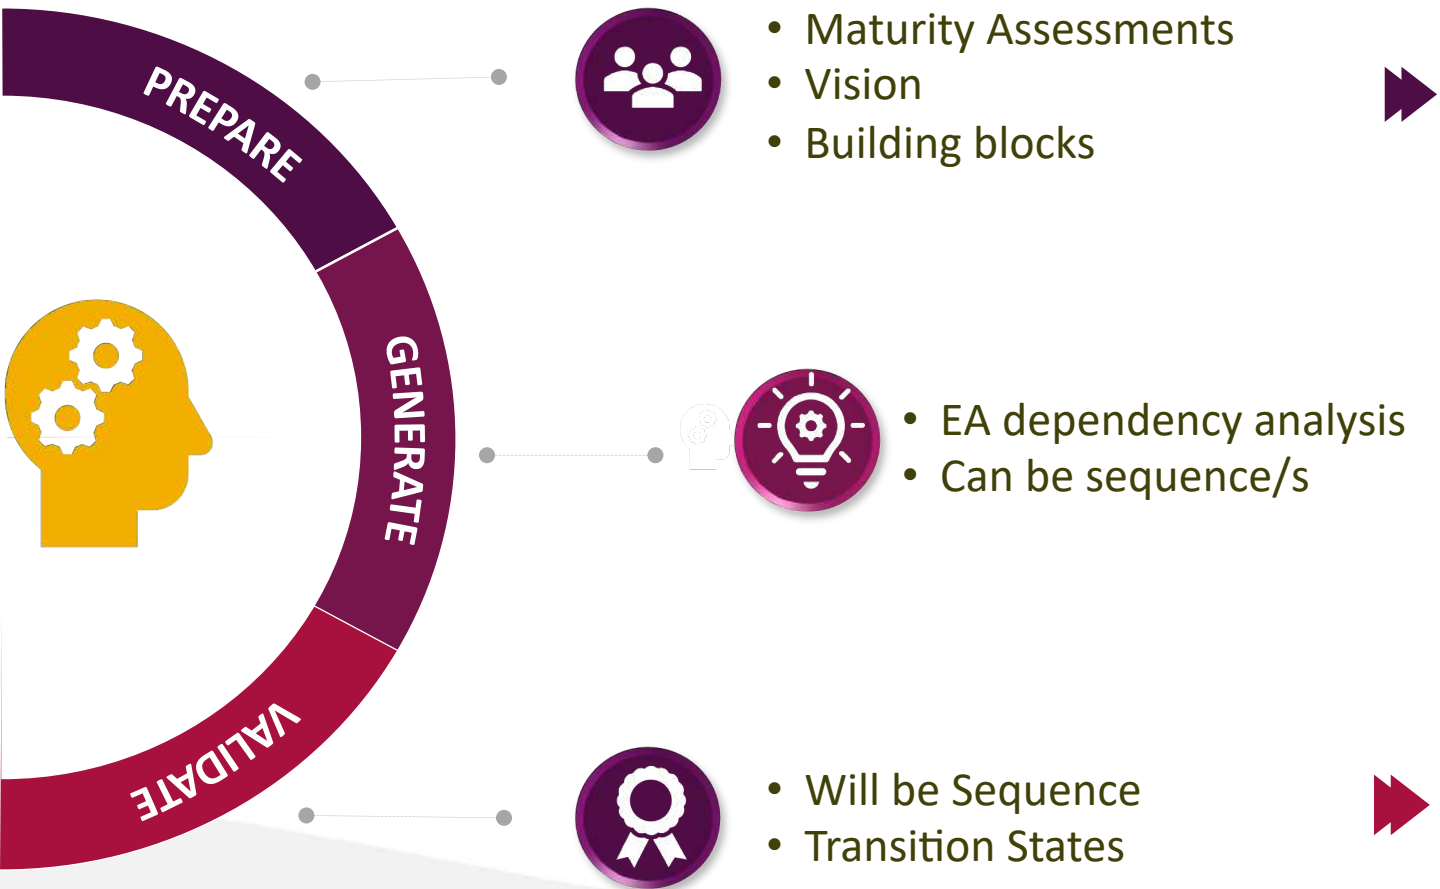 PREPARE
• Maturity Assessments
• Vision
• Building blocks
GENERATE
• EA dependency analysis
• Can be sequence/s
VALIDATE
• Will be Sequence
• Transition States